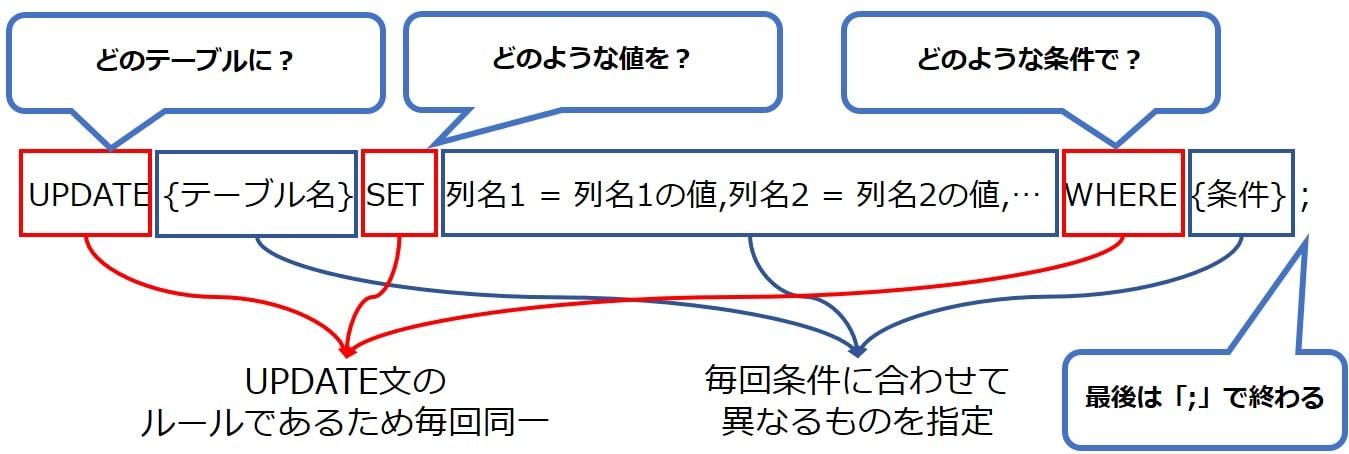 どのテーブルに？
どのような値を？
どのような条件で？
UPDATE {テーブル名} SET 列名1 = 列名1の値,列名2 = 列名2の値,… WHERE {条件} ;
UPDATE文の
ルールであるため毎回同一
毎回条件に合わせて
異なるものを指定
最後は「;」で終わる